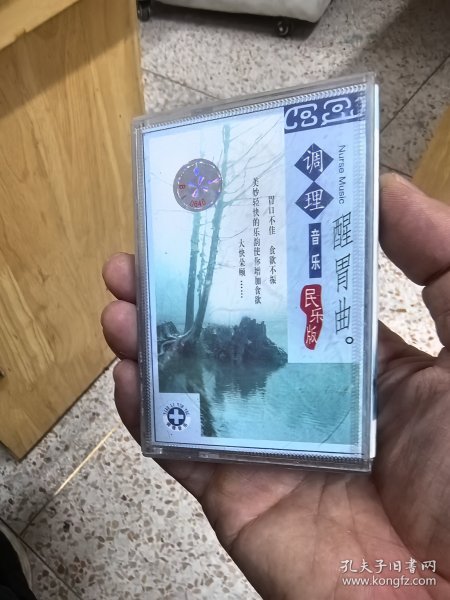 调理
音乐
Nurse Music
醒胃曲。
民乐版
胃口不佳 食欲不振
美妙轻快的乐韵使你增加食欲
大快朵颐······
B
0840
孔夫子旧书网
www.kongfz.com